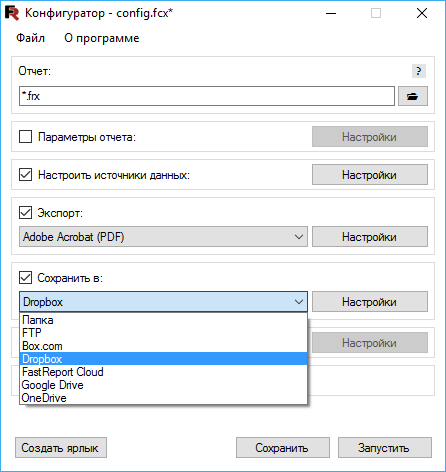 FR Конфигуратор - config.fcx*
Файл О программе
Отчет: ?
*.frx
Параметры отчета: Настройки
Настроить источники данных: Настройки
Экспорт:
Adobe Acrobat (PDF) Настройки
Сохранить в:
Dropbox Настройки
Папка
FTP
Настройки
Box.com
Dropbox
FastReport Cloud
Google Drive
OneDrive
Создать ярлык Сохранить Запустить